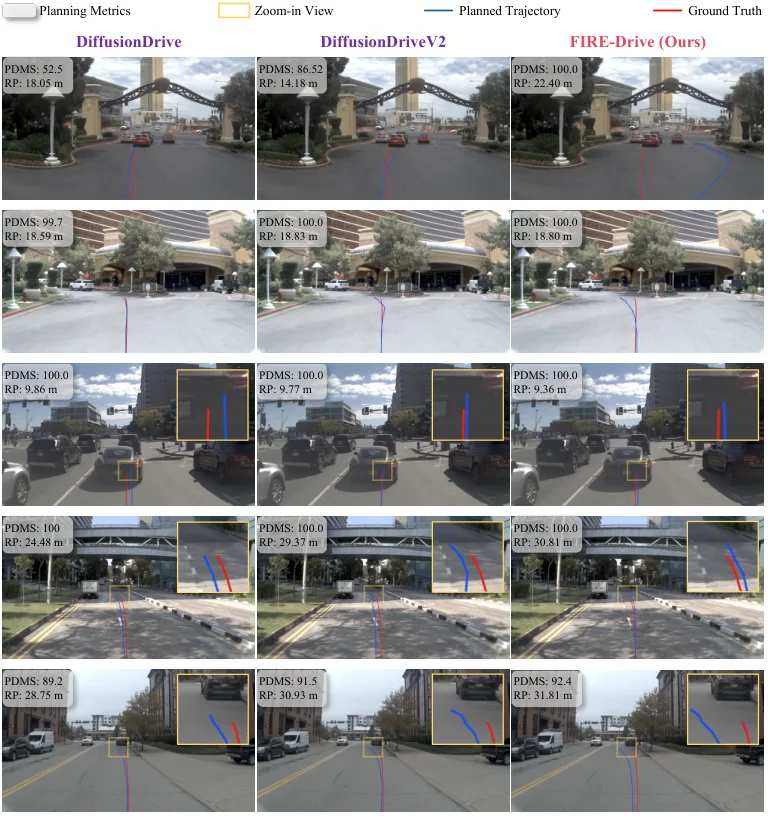 Planning Metrics Zoom-in View Planned Trajectory Ground Truth
DiffusionDrive DiffusionDriveV2 FIRE-Drive (Ours)
PDMS: 52.5
RP: 18.05 m
PDMS: 86.52
RP: 14.18 m
PDMS: 100.0
RP: 22.40 m
PDMS: 99.7
RP: 18.59 m
PDMS: 100.0
RP: 18.83 m
PDMS: 100.0
RP: 18.80 m
PDMS: 100.0
RP: 9.86 m
PDMS: 100.0
RP: 9.77 m
PDMS: 100.0
RP: 9.36 m
PDMS: 100
RP: 24.48 m
PDMS: 100.0
RP: 29.37 m
PDMS: 100.0
RP: 30.81 m
PDMS: 89.2
RP: 28.75 m
PDMS: 91.5
RP: 30.93 m
PDMS: 92.4
RP: 31.81 m